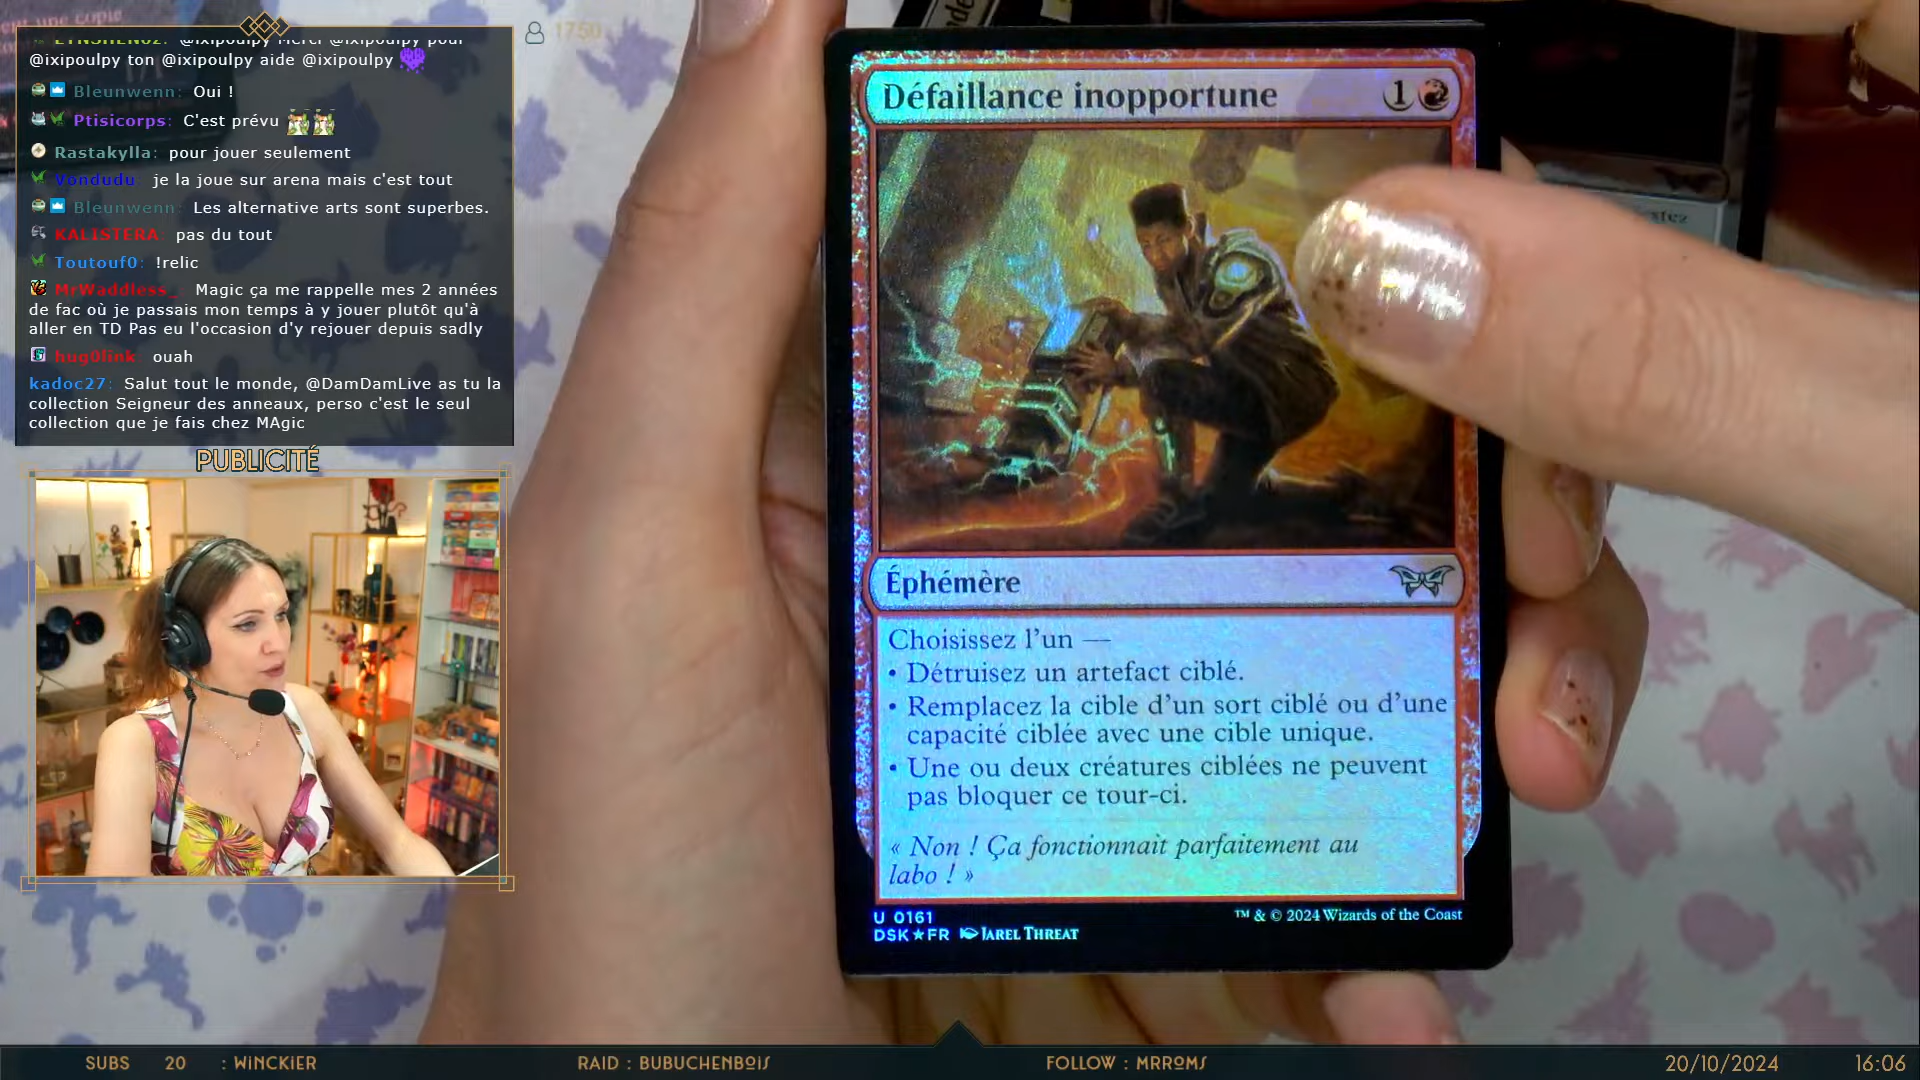 @ixipoulpy ton @ixipoulpy aide @ixipoulpy
Bleunwenn: Oui !
Ptisicorps: C'est prévu
Rastakylla: pour jouer seulement
Vondudu: je la joue sur arena mais c'est tout
Bleunwenn: Les alternative arts sont superbes.
KALISTERA: pas du tout
Toutouf0: !relic
MrWaddless_: Magic ça me rappelle mes 2 années
de fac où je passais mon temps à y jouer plutôt qu'à
aller en TD Pas eu l'occasion d'y rejouer depuis sadly
hug0link: ouah
kadoc27: Salut tout le monde, @DamDamLive as tu la
collection Seigneur des anneaux, perso c'est le seul
collection que je fais chez MAgic
PUBLICITÉ
1750
Défaillance inopportune 1
Éphémère
Choisissez l'un —
• Détruisez un artefact ciblé.
• Remplacez la cible d'un sort ciblé ou d'une
capacité ciblée avec une cible unique.
• Une ou deux créatures ciblées ne peuvent
pas bloquer ce tour-ci.
« Non ! Ça fonctionnait parfaitement au
labo ! »
U 0161
DSK★FR JAREL THREAT
™ & © 2024 Wizards of the Coast
SUBS 20 : WINCKIER
RAID : BUBUCHENBOIS
FOLLOW : MRROMS
20/10/2024 16:06